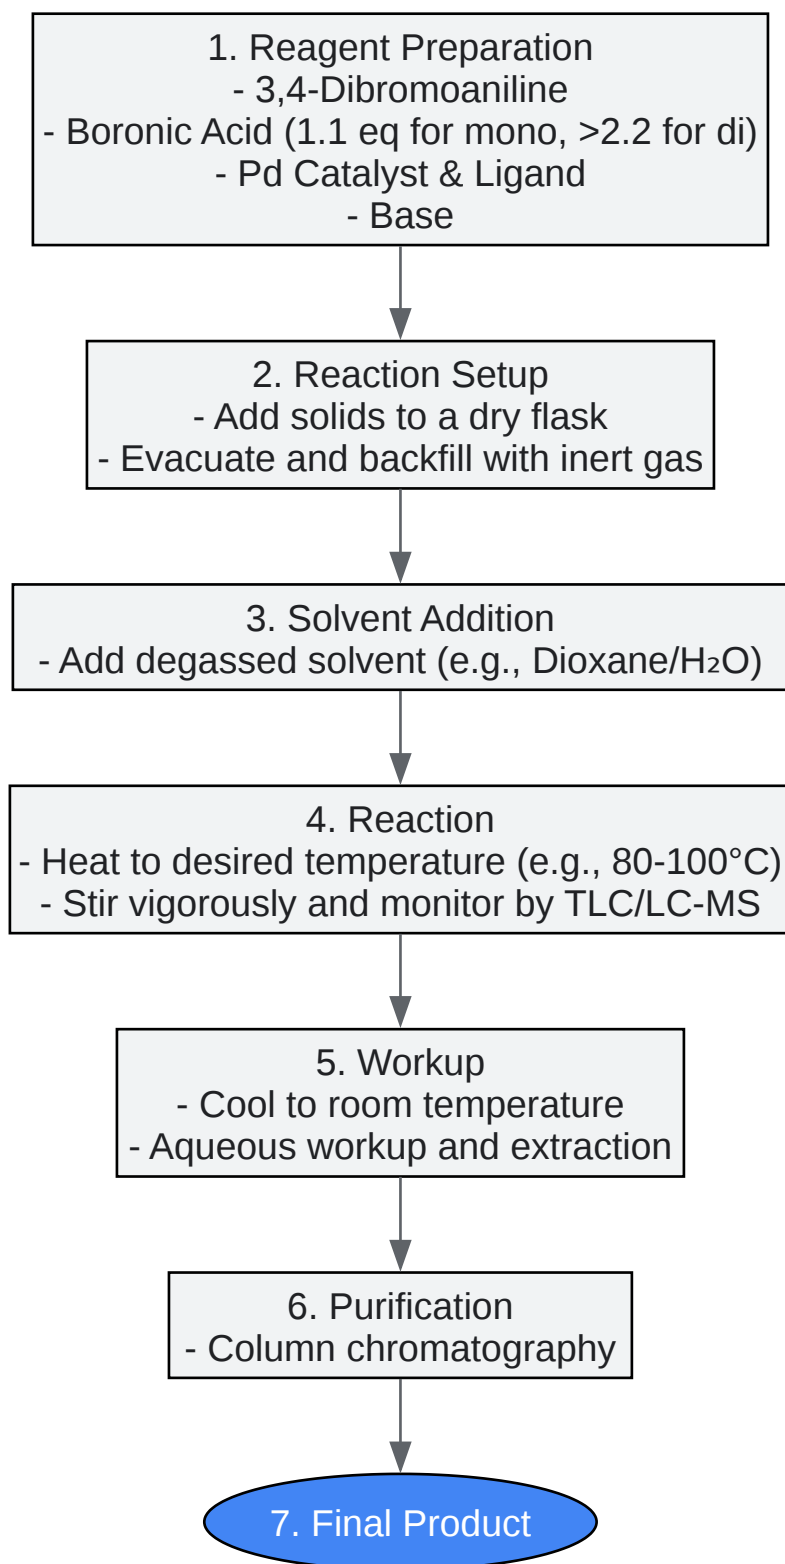 1. Reagent Preparation
- 3,4-Dibromoaniline
- Boronic Acid (1.1 eq for mono, >2.2 for di)
- Pd Catalyst & Ligand
- Base
2. Reaction Setup
- Add solids to a dry flask
- Evacuate and backfill with inert gas
3. Solvent Addition
- Add degassed solvent (e.g., Dioxane/H₂O)
4. Reaction
- Heat to desired temperature (e.g., 80-100°C)
- Stir vigorously and monitor by TLC/LC-MS
5. Workup
- Cool to room temperature
- Aqueous workup and extraction
6. Purification
- Column chromatography
7. Final Product